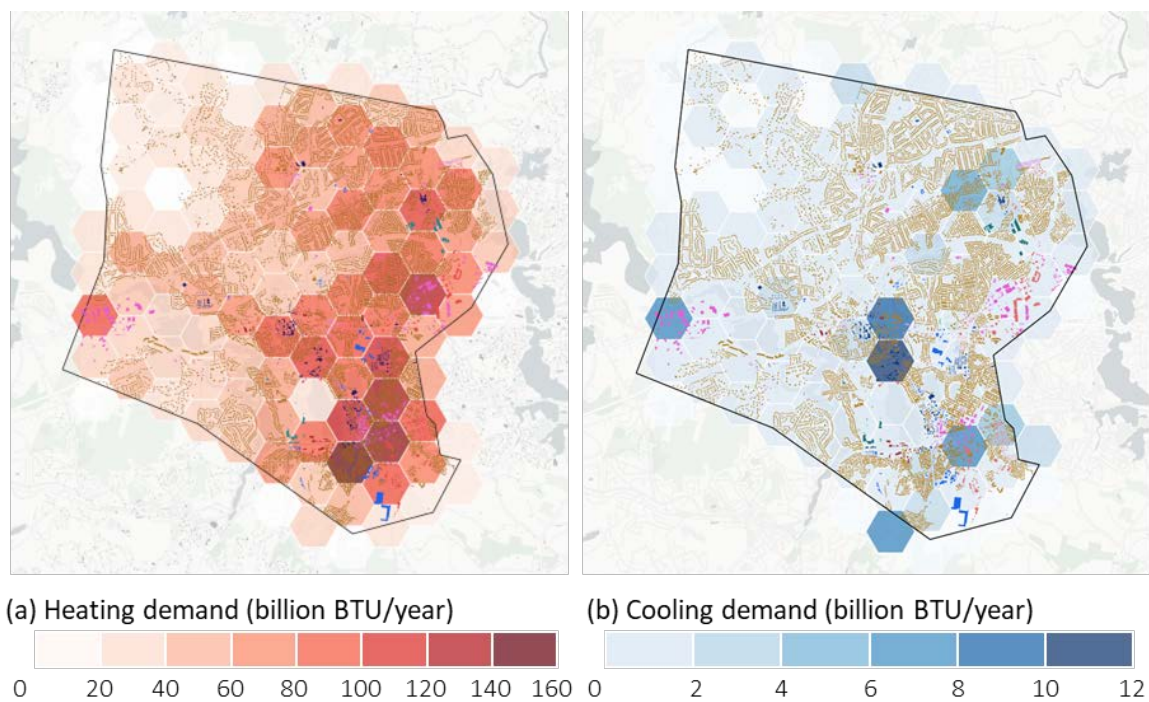 (a) Heating demand (billion BTU/year)
(b) Cooling demand (billion BTU/year)
0 20 40 60 80 100 120 140 160
0 2 4 6 8 10 12